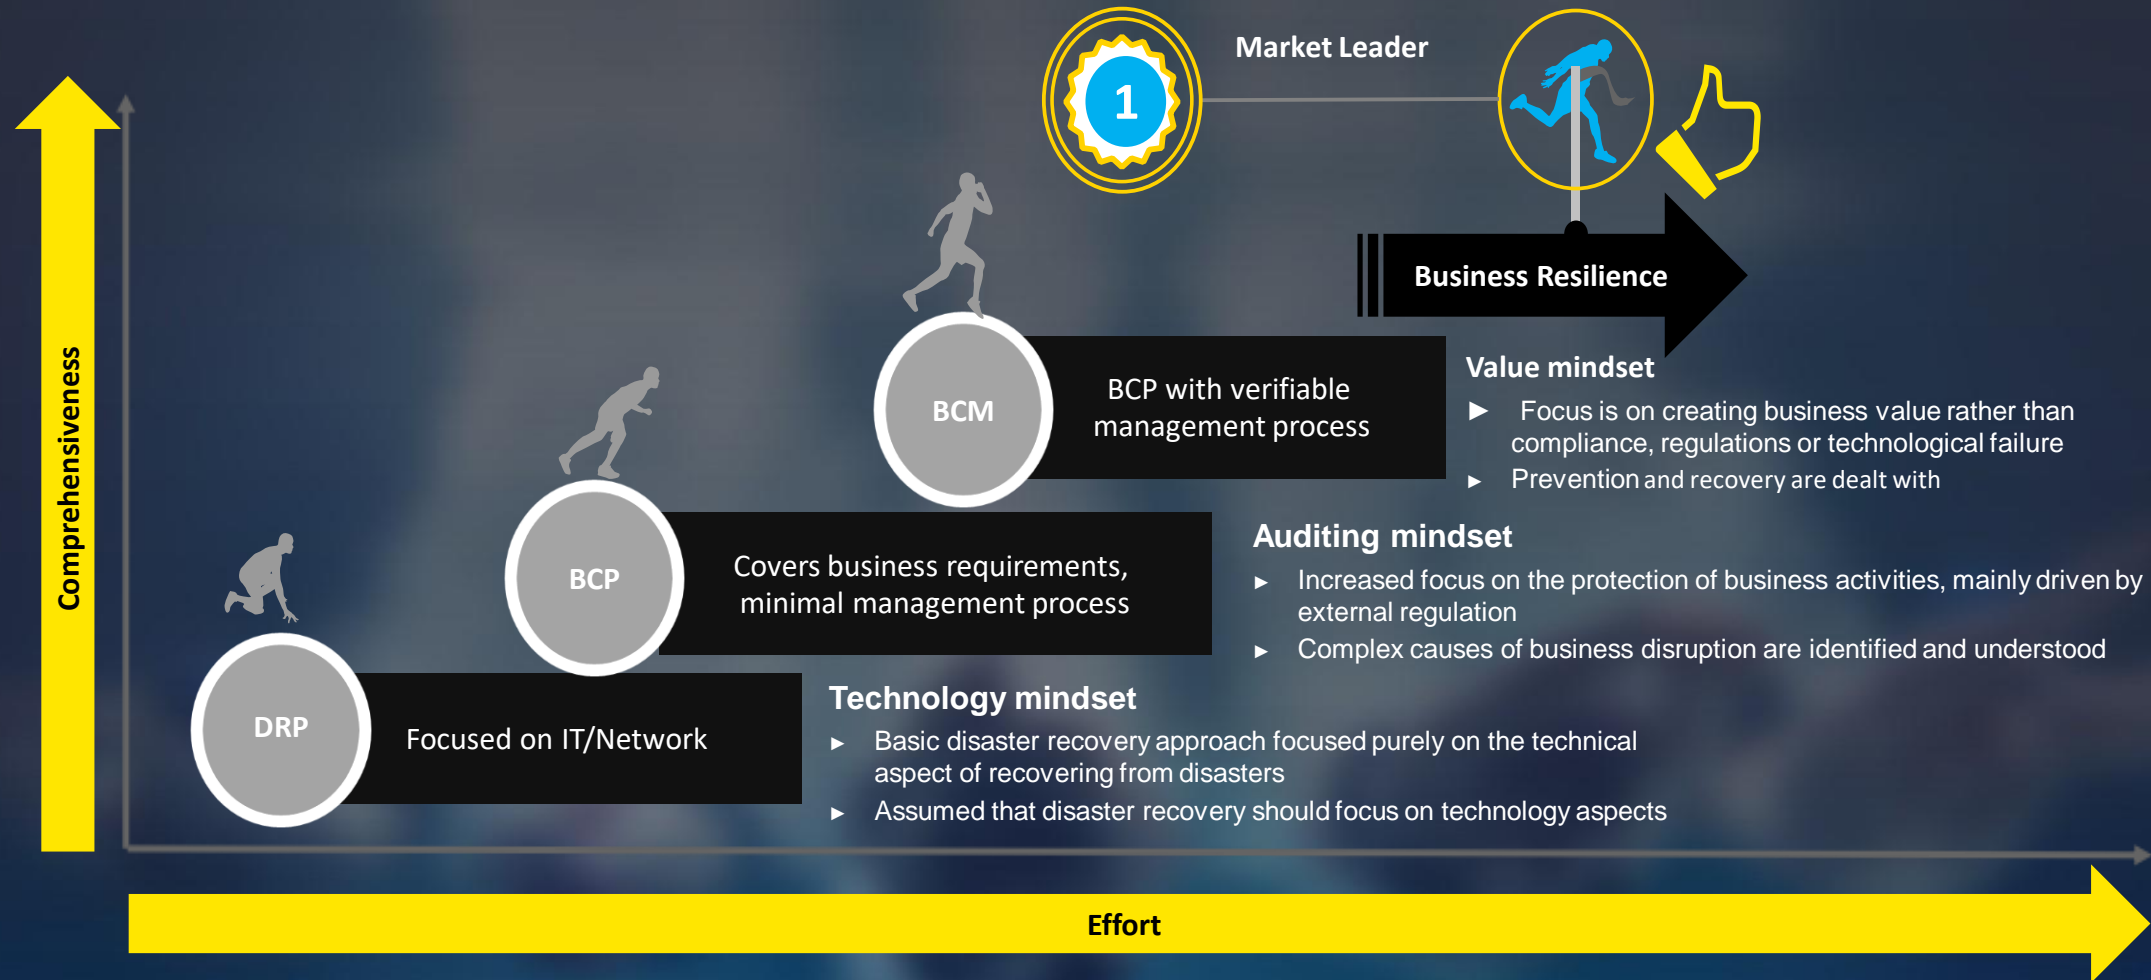 Market Leader
1
Business Resilience
Comprehensiveness
BCM
BCP with verifiable
management process
Value mindset
► Focus is on creating business value rather than
compliance, regulations or technological failure
► Prevention and recovery are dealt with
BCP
Covers business requirements,
minimal management process
Auditing mindset
► Increased focus on the protection of business activities, mainly driven by
external regulation
► Complex causes of business disruption are identified and understood
DRP
Focused on IT/Network
Technology mindset
► Basic disaster recovery approach focused purely on the technical
aspect of recovering from disasters
► Assumed that disaster recovery should focus on technology aspects
Effort